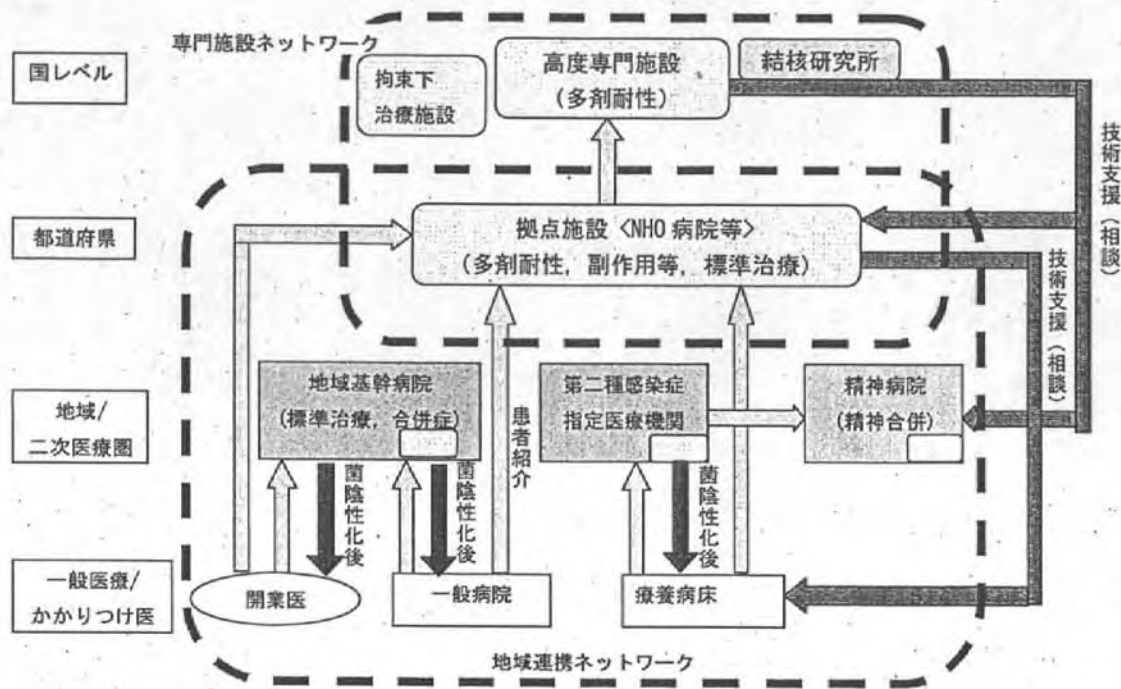 専門施設ネットワーク
国レベル
拘束下
治療施設
高度専門施設
(多剤耐性)
結核研究所
技術支援(相談)
都道府県
拠点施設〈NHO 病院等〉
(多剤耐性,副作用等,標準治療)
技術支援(相談)
地域/
二次医療圏
地域基幹病院
(標準治療,合併症)
患者紹介
第二種感染症
指定医療機関
精神病院
(精神合併)
菌陰性化後
菌陰性化後
菌陰性化後
一般医療/
かかりつけ医
開業医
一般病院
療養病床
地域連携ネットワーク